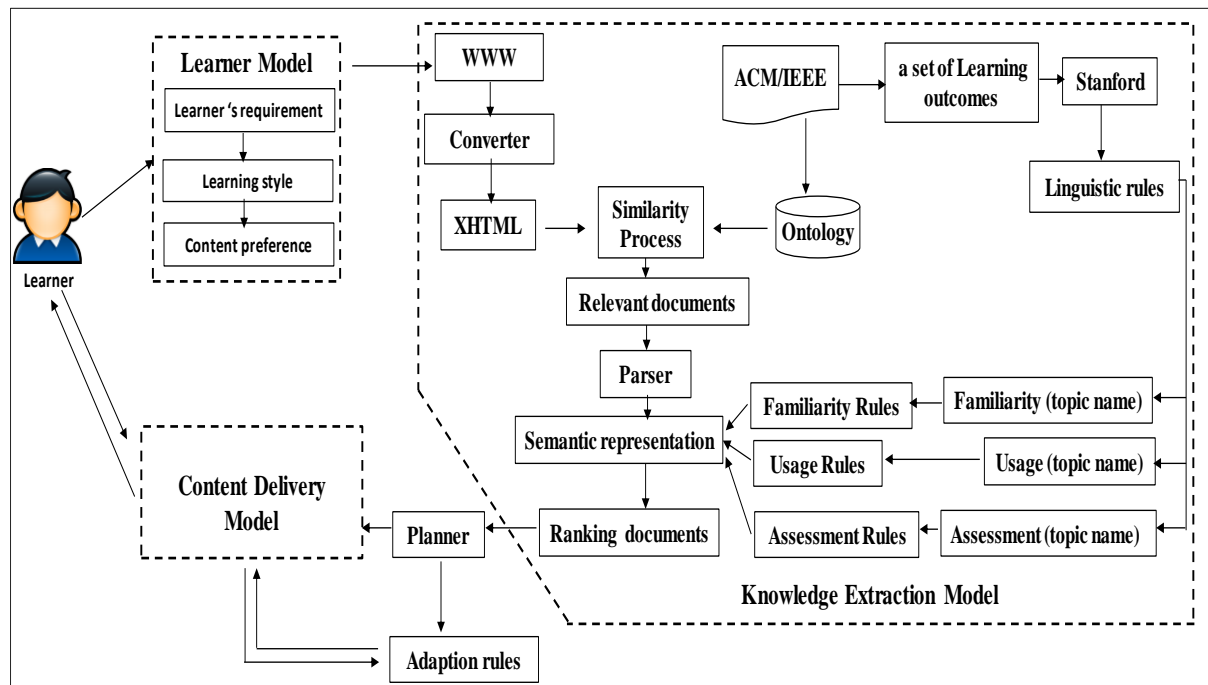 Learner Model
Learner ‘s requirement
Learning style
Content preference
Learner
WWW
Converter
XHTML
ACM/IEEE
a set of Learning
outcomes
Stanford
Linguistic rules
Similarity
Process
Ontology
Relevant documents
Parser
Semantic representation
Familiarity Rules
Familiarity (topic name)
Usage Rules
Usage (topic name)
Assessment Rules
Assessment (topic name)
Ranking documents
Planner
Content Delivery
Model
Adaption rules
Knowledge Extraction Model